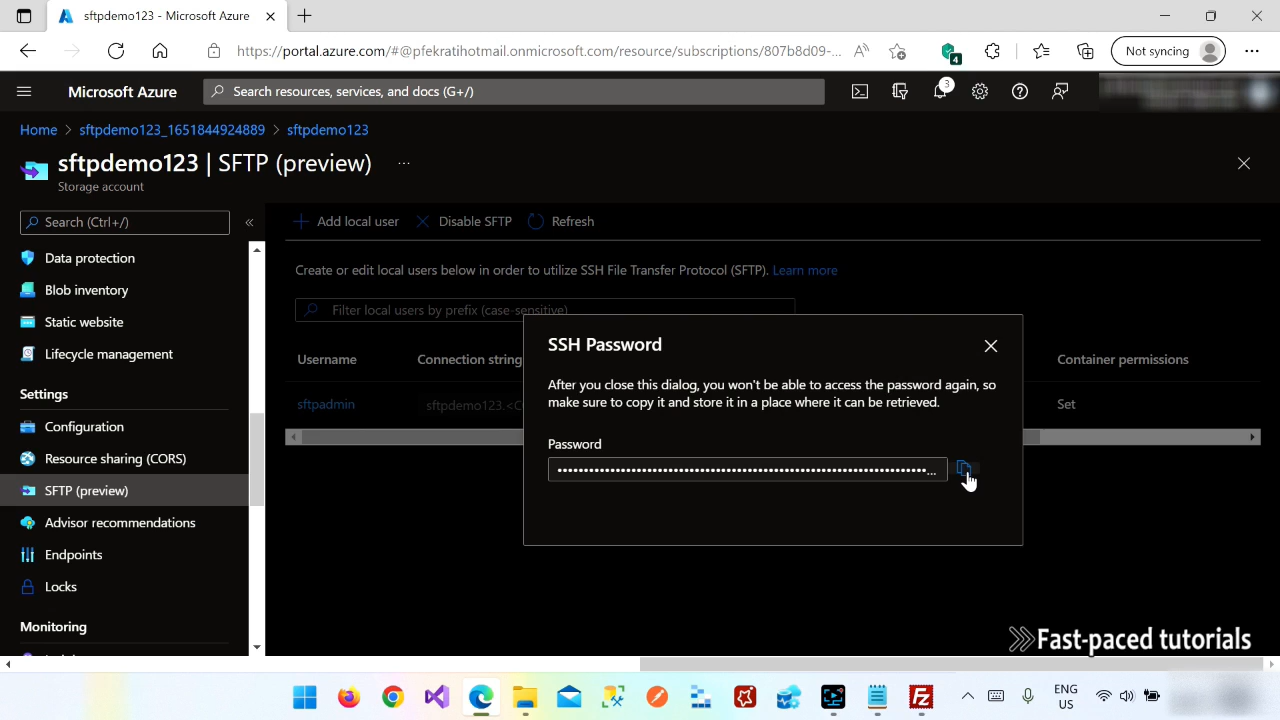 sftpdemo123 - Microsoft Azure
https://portal.azure.com/#@pfekratihotmail.onmicrosoft.com/resource/subscriptions/807b8d09-...
4
Not syncing
Microsoft Azure
Search resources, services, and docs (G+/)
3
Home > sftpdemo123_1651844924889 > sftpdemo123
sftpdemo123 | SFTP (preview) ...
Storage account
Search (Ctrl+/)
«
Add local user
Disable SFTP
Refresh
Data protection
Blob inventory
Static website
Lifecycle management
Settings
Configuration
Resource sharing (CORS)
SFTP (preview)
Advisor recommendations
Endpoints
Locks
Monitoring
Create or edit local users below in order to utilize SSH File Transfer Protocol (SFTP). Learn more
Filter local users by prefix (case-sensitive)
Username
Connection string
Container permissions
sftpadmin
sftpdemo123.<C
Set
SSH Password
After you close this dialog, you won't be able to access the password again, so
make sure to copy it and store it in a place where it can be retrieved.
Password
Fast-paced tutorials
ENG
US